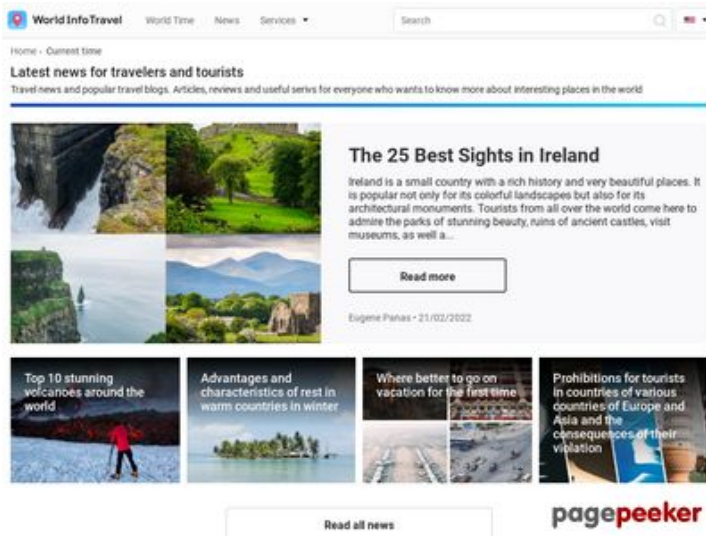 World InfoTravel World Time News Services Search
Home - Current time
Latest news for travelers and tourists
Travel news and popular travel blogs. Articles, reviews and useful serivs for everyone who wants to know more about interesting places in the world
The 25 Best Sights in Ireland
Ireland is a small country with a rich history and very beautiful places. It
is popular not only for its colorful landscapes but also for its
architectural monuments. Tourists from all over the world come here to
admire the parks of stunning beauty, ruins of ancient castles, visit
museums, as well a...
Read more
Eugene Panas • 21/02/2022
Top 10 stunning
volcanoes around the
world
Advantages and
characteristics of rest in
warm countries in winter
Where better to go on
vacation for the first time
Prohibitions for tourists
in countries of various
countries of Europe and
Asia and the
consequences of their
violation
Read all news
pagepeeker